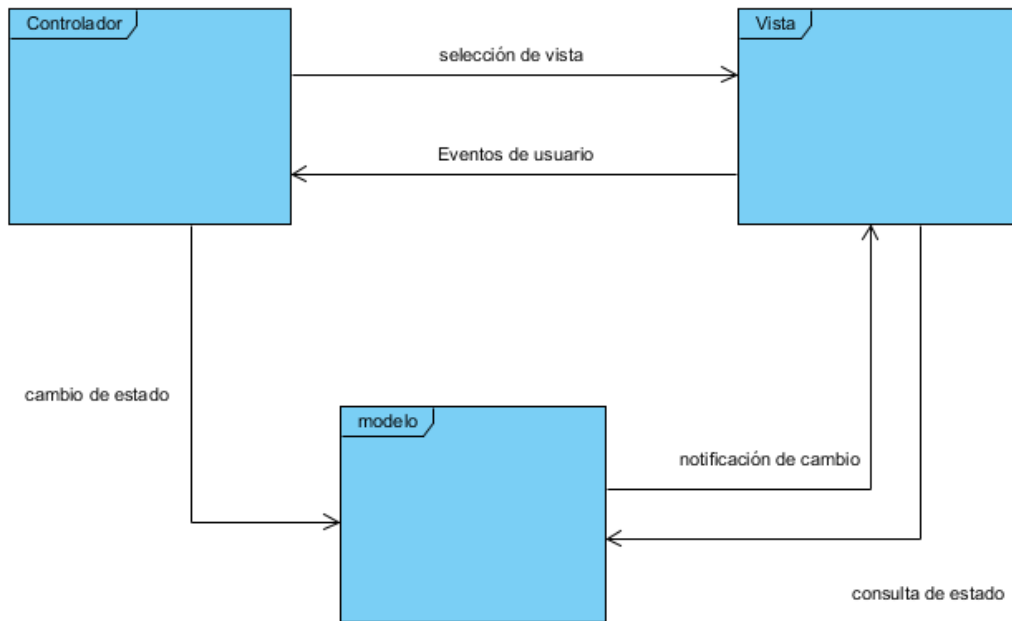 Controlador
Vista
selección de vista
Eventos de usuario
cambio de estado
modelo
notificación de cambio
consulta de estado